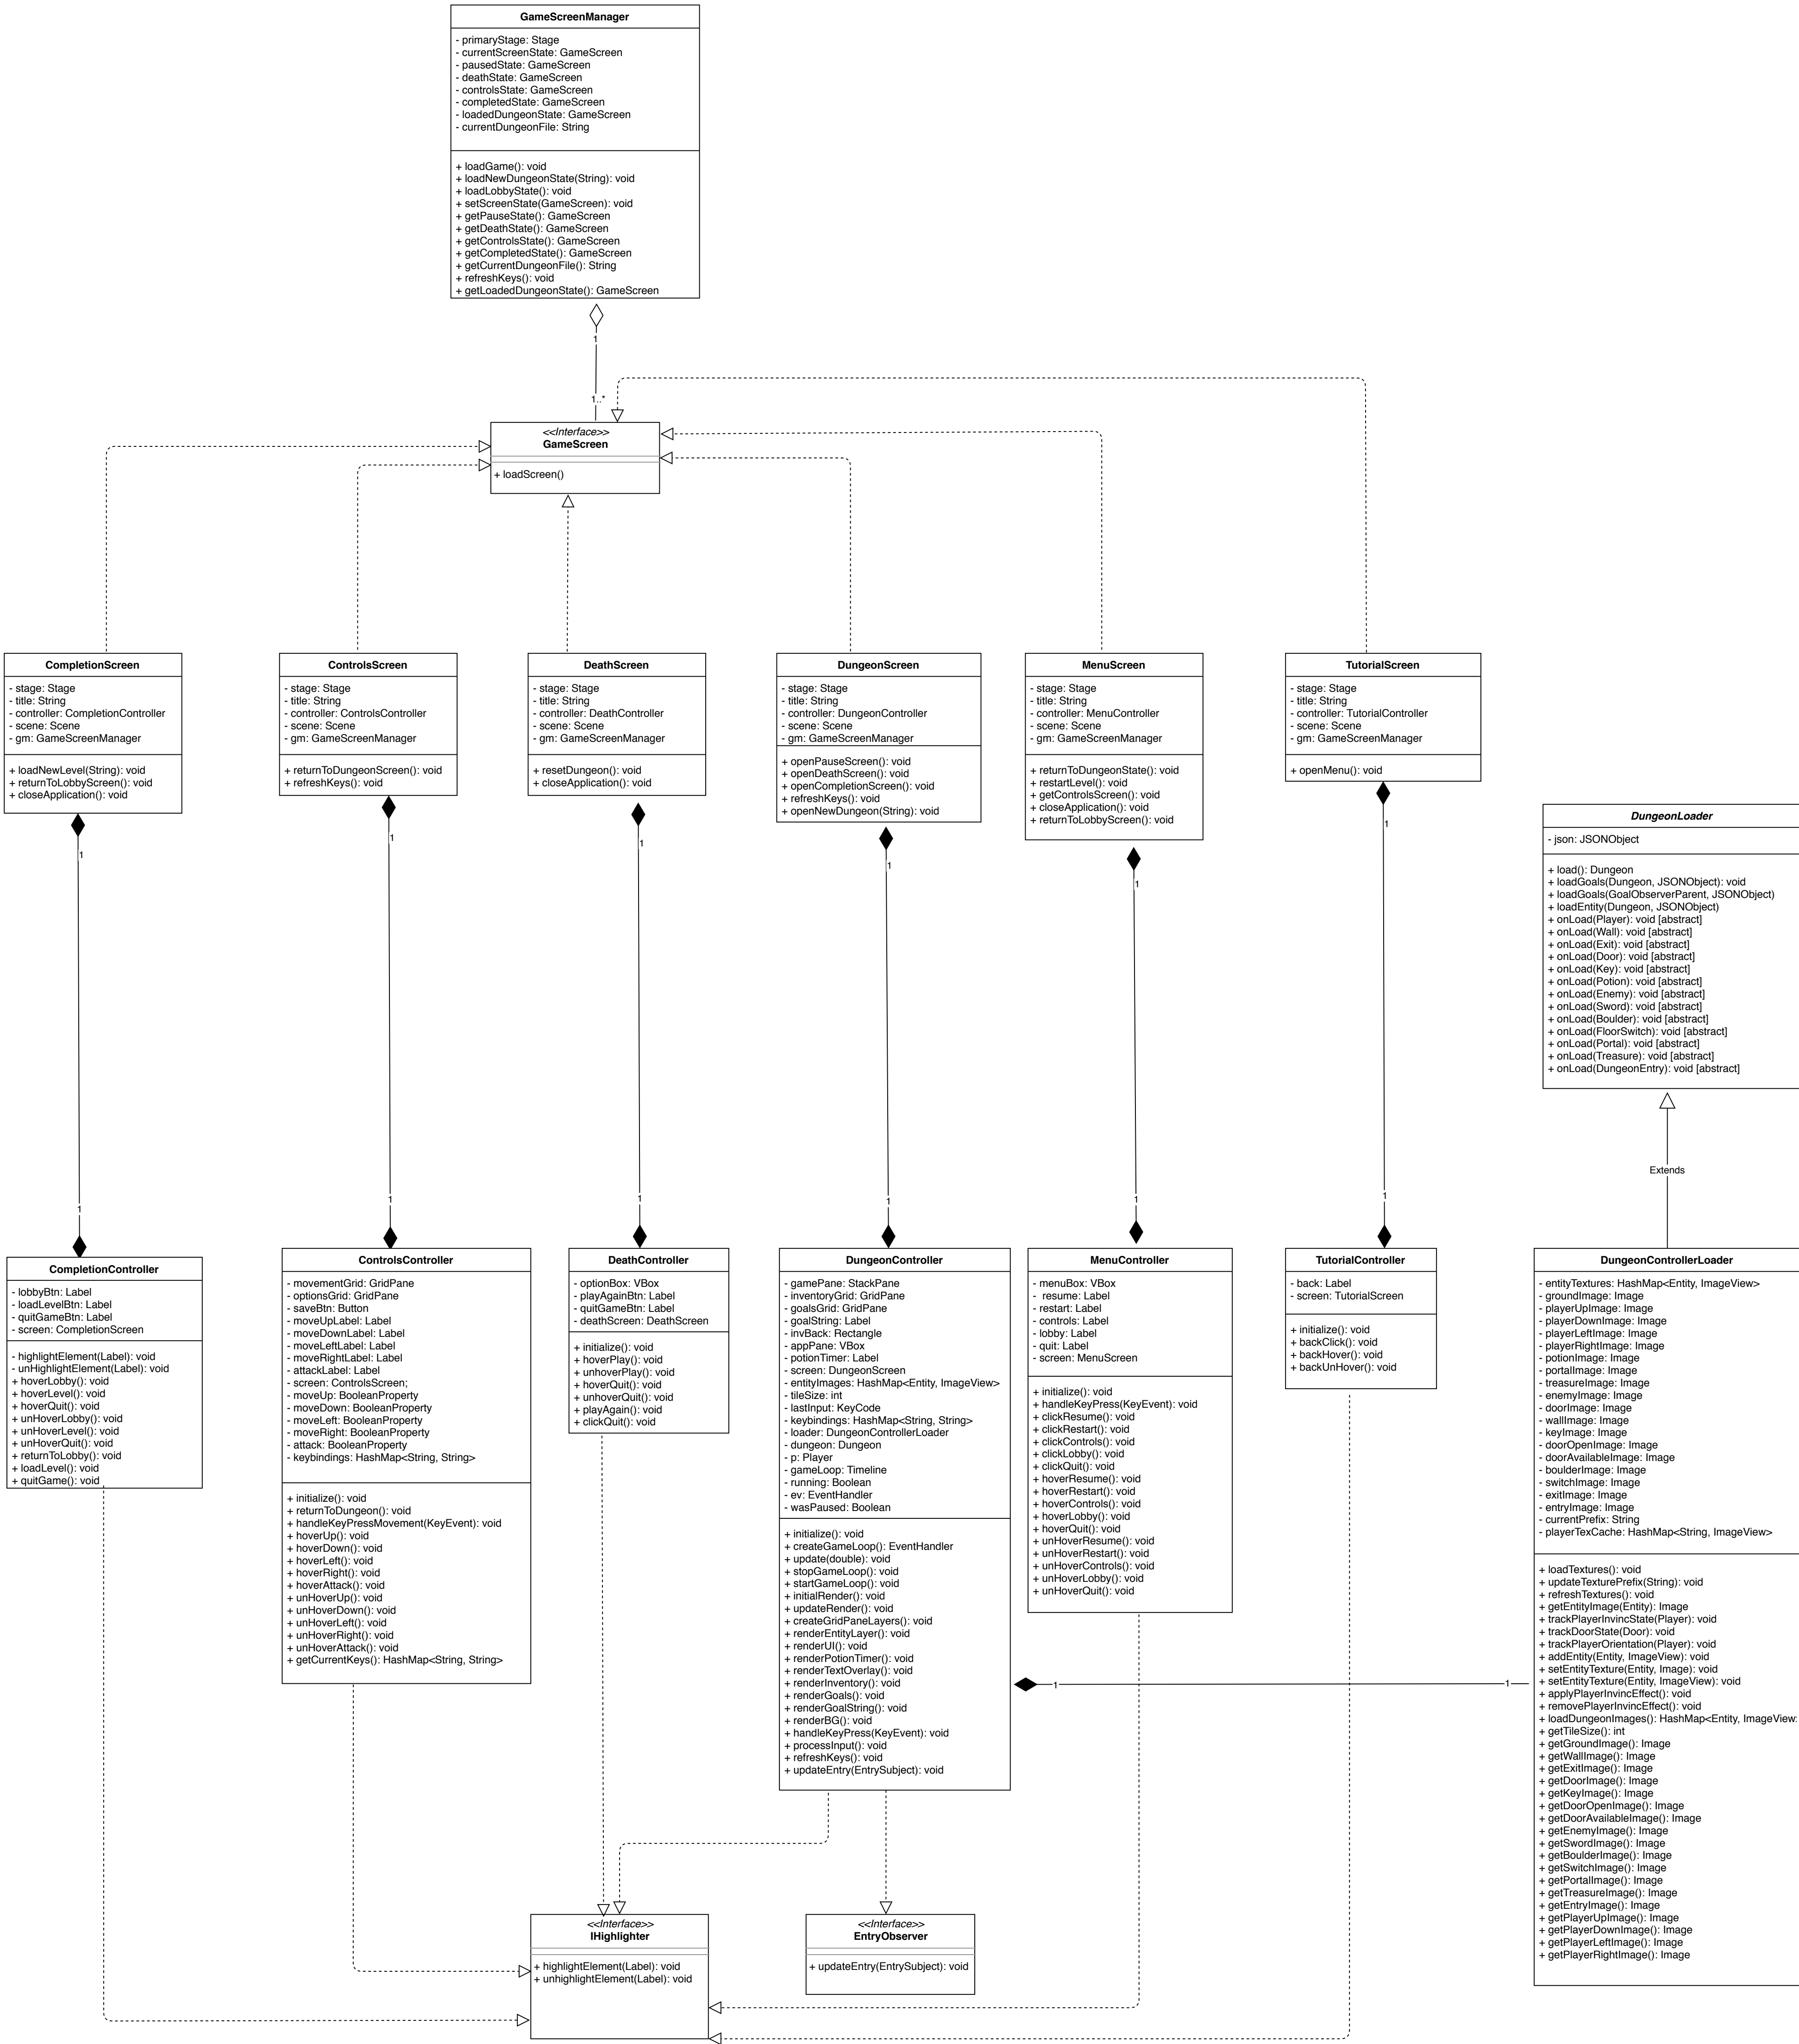 GameScreenManager
- primaryStage: Stage
- currentScreenState: GameScreen
- pausedState: GameScreen
- deathState: GameScreen
- controlsState: GameScreen
- completedState: GameScreen
- loadedDungeonState: GameScreen
- currentDungeonFile: String
+ loadGame(): void
+ loadNewDungeonState(String): void
+ loadLobbyState(): void
+ setScreenState(GameScreen): void
+ getPauseState(): GameScreen
+ getDeathState(): GameScreen
+ getControlsState(): GameScreen
+ getCompletedState(): GameScreen
+ getCurrentDungeonFile(): String
+ refreshKeys(): void
+ getLoadedDungeonState(): GameScreen
1
1..*
<<Interface>>
GameScreen
+ loadScreen()
CompletionScreen
- stage: Stage
- title: String
- controller: CompletionController
- scene: Scene
- gm: GameScreenManager
+ loadNewLevel(String): void
+ returnToLobbyScreen(): void
+ closeApplication(): void
ControlsScreen
- stage: Stage
- title: String
- controller: ControlsController
- scene: Scene
- gm: GameScreenManager
+ returnToDungeonScreen(): void
+ refreshKeys(): void
DeathScreen
- stage: Stage
- title: String
- controller: DeathController
- scene: Scene
- gm: GameScreenManager
+ resetDungeon(): void
+ closeApplication(): void
DungeonScreen
- stage: Stage
- title: String
- controller: DungeonController
- scene: Scene
- gm: GameScreenManager
+ openPauseScreen(): void
+ openDeathScreen(): void
+ openCompletionScreen(): void
+ refreshKeys(): void
+ openNewDungeon(String): void
MenuScreen
- stage: Stage
- title: String
- controller: MenuController
- scene: Scene
- gm: GameScreenManager
+ returnToDungeonState(): void
+ restartLevel(): void
+ getControlsScreen(): void
+ closeApplication(): void
+ returnToLobbyScreen(): void
TutorialScreen
- stage: Stage
- title: String
- controller: TutorialController
- scene: Scene
- gm: GameScreenManager
+ openMenu(): void
DungeonLoader
- json: JSONObject
+ load(): Dungeon
+ loadGoals(Dungeon, JSONObject): void
+ loadGoals(GoalObserverParent, JSONObject)
+ loadEntity(Dungeon, JSONObject)
+ onLoad(Player): void [abstract]
+ onLoad(Wall): void [abstract]
+ onLoad(Exit): void [abstract]
+ onLoad(Door): void [abstract]
+ onLoad(Key): void [abstract]
+ onLoad(Potion): void [abstract]
+ onLoad(Enemy): void [abstract]
+ onLoad(Sword): void [abstract]
+ onLoad(Boulder): void [abstract]
+ onLoad(FloorSwitch): void [abstract]
+ onLoad(Portal): void [abstract]
+ onLoad(Treasure): void [abstract]
+ onLoad(DungeonEntry): void [abstract]
1
1
1
1
1
1
Extends
1
1
1
1
1
1
CompletionController
- lobbyBtn: Label
- loadLevelBtn: Label
- quitGameBtn: Label
- screen: CompletionScreen
- highlightElement(Label): void
- unHighlightElement(Label): void
+ hoverLobby(): void
+ hoverLevel(): void
+ hoverQuit(): void
+ unHoverLobby(): void
+ unHoverLevel(): void
+ unHoverQuit(): void
+ returnToLobby(): void
+ loadLevel(): void
+ quitGame(): void
ControlsController
- movementGrid: GridPane
- optionsGrid: GridPane
- saveBtn: Button
- moveUpLabel: Label
- moveDownLabel: Label
- moveLeftLabel: Label
- moveRightLabel: Label
- attackLabel: Label
- screen: ControlsScreen;
- moveUp: BooleanProperty
- moveDown: BooleanProperty
- moveLeft: BooleanProperty
- moveRight: BooleanProperty
- attack: BooleanProperty
- keybindings: HashMap<String, String>
+ initialize(): void
+ returnToDungeon(): void
+ handleKeyPressMovement(KeyEvent): void
+ hoverUp(): void
+ hoverDown(): void
+ hoverLeft(): void
+ hoverRight(): void
+ hoverAttack(): void
+ unHoverUp(): void
+ unHoverDown(): void
+ unHoverLeft(): void
+ unHoverRight(): void
+ unHoverAttack(): void
+ getCurrentKeys(): HashMap<String, String>
DeathController
- optionBox: VBox
- playAgainBtn: Label
- quitGameBtn: Label
- deathScreen: DeathScreen
+ initialize(): void
+ hoverPlay(): void
+ unhoverPlay(): void
+ hoverQuit(): void
+ unhoverQuit(): void
+ playAgain(): void
+ clickQuit(): void
DungeonController
- gamePane: StackPane
- inventoryGrid: GridPane
- goalsGrid: GridPane
- goalString: Label
- invBack: Rectangle
- appPane: VBox
- potionTimer: Label
- screen: DungeonScreen
- entityImages: HashMap<Entity, ImageView>
- tileSize: int
- lastInput: KeyCode
- keybindings: HashMap<String, String>
- loader: DungeonControllerLoader
- dungeon: Dungeon
- p: Player
- gameLoop: Timeline
- running: Boolean
- ev: EventHandler
- wasPaused: Boolean
+ initialize(): void
+ createGameLoop(): EventHandler
+ update(double): void
+ stopGameLoop(): void
+ startGameLoop(): void
+ initialRender(): void
+ updateRender(): void
+ createGridPaneLayers(): void
+ renderEntityLayer(): void
+ renderUI(): void
+ renderPotionTimer(): void
+ renderTextOverlay(): void
+ renderInventory(): void
+ renderGoals(): void
+ renderGoalString(): void
+ renderBG(): void
+ handleKeyPress(KeyEvent): void
+ processInput(): void
+ refreshKeys(): void
+ updateEntry(EntrySubject): void
MenuController
- menuBox: VBox
- resume: Label
- restart: Label
- controls: Label
- lobby: Label
- quit: Label
- screen: MenuScreen
+ initialize(): void
+ handleKeyPress(KeyEvent): void
+ clickResume(): void
+ clickRestart(): void
+ clickControls(): void
+ clickLobby(): void
+ clickQuit(): void
+ hoverResume(): void
+ hoverRestart(): void
+ hoverControls(): void
+ hoverLobby(): void
+ hoverQuit(): void
+ unHoverResume(): void
+ unHoverRestart(): void
+ unHoverControls(): void
+ unHoverLobby(): void
+ unHoverQuit(): void
TutorialController
- back: Label
- screen: TutorialScreen
+ initialize(): void
+ backClick(): void
+ backHover(): void
+ backUnHover(): void
DungeonControllerLoader
- entityTextures: HashMap<Entity, ImageView>
- groundImage: Image
- playerUpImage: Image
- playerDownImage: Image
- playerLeftImage: Image
- playerRightImage: Image
- potionImage: Image
- portalImage: Image
- treasureImage: Image
- enemyImage: Image
- doorImage: Image
- wallImage: Image
- keyImage: Image
- doorOpenImage: Image
- doorAvailableImage: Image
- boulderImage: Image
- switchImage: Image
- exitImage: Image
- entryImage: Image
- currentPrefix: String
- playerTexCache: HashMap<String, ImageView>
+ loadTextures(): void
+ updateTexturePrefix(String): void
+ refreshTextures(): void
+ getEntityImage(Entity): Image
+ trackPlayerInvincState(Player): void
+ trackDoorState(Door): void
+ trackPlayerOrientation(Player): void
+ addEntity(Entity, ImageView): void
+ setEntityTexture(Entity, Image): void
+ setEntityTexture(Entity, ImageView): void
+ applyPlayerInvincEffect(): void
+ removePlayerInvincEffect(): void
+ loadDungeonImages(): HashMap<Entity, ImageView
+ getTileSize(): int
+ getGroundImage(): Image
+ getWallImage(): Image
+ getExitImage(): Image
+ getDoorImage(): Image
+ getKeyImage(): Image
+ getDoorOpenImage(): Image
+ getDoorAvailableImage(): Image
+ getEnemyImage(): Image
+ getSwordImage(): Image
+ getBoulderImage(): Image
+ getSwitchImage(): Image
+ getPortalImage(): Image
+ getTreasureImage(): Image
+ getEntryImage(): Image
+ getPlayerUpImage(): Image
+ getPlayerDownImage(): Image
+ getPlayerLeftImage(): Image
+ getPlayerRightImage(): Image
1
1
<<Interface>>
IHighlighter
+ highlightElement(Label): void
+ unhighlightElement(Label): void
<<Interface>>
EntryObserver
+ updateEntry(EntrySubject): void